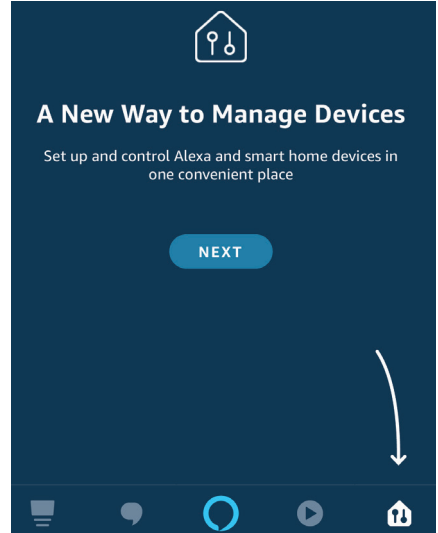 A New Way to Manage Devices
Set up and control Alexa and smart home devices in
one convenient place
NEXT